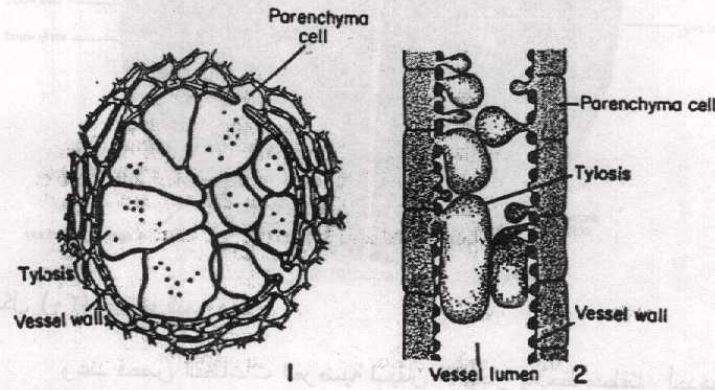 Parenchyma
cell
Tylosis
Vessel wall
1
Parenchyma cell
Tylosis
Vessel wall
Vessel lumen
2